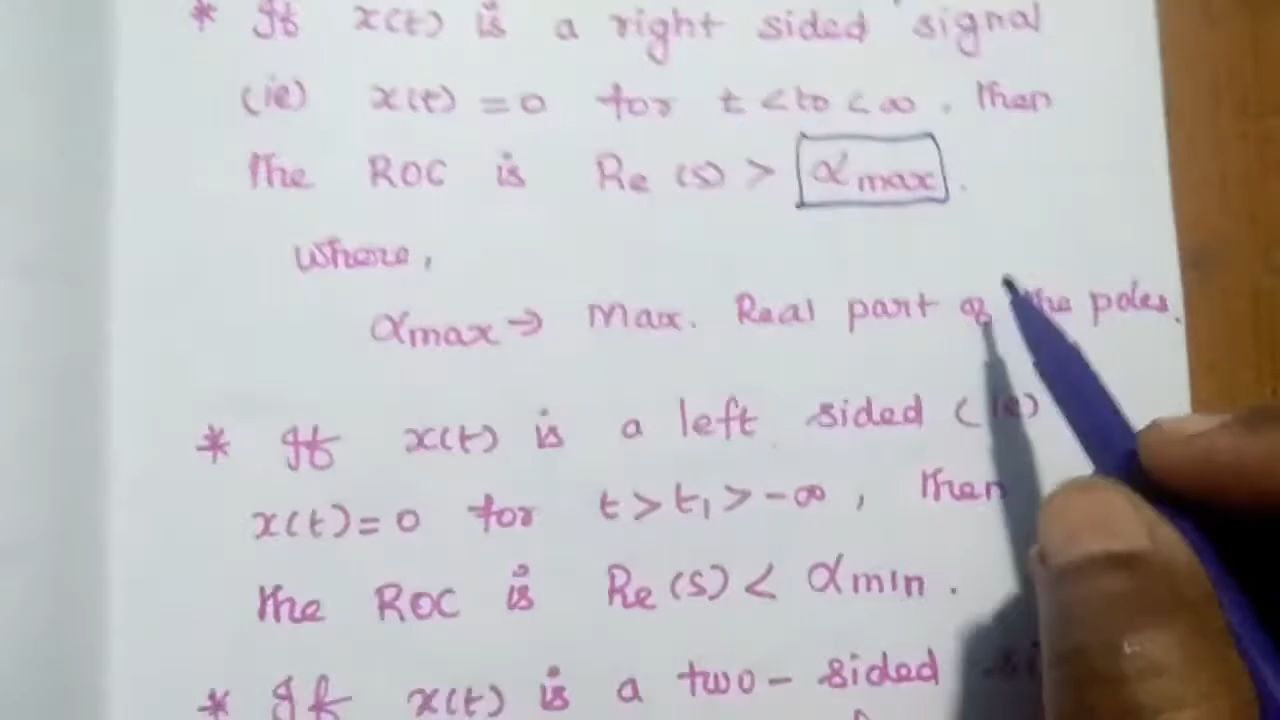 * If x(t) is a right sided signal
(ie) x(t) = 0 for t < to < ∞, then
the ROC is Re (s) > αmax.
where,
αmax → Max. Real part of the poles.
* If x(t) is a left sided (ie)
x(t) = 0 for t > t₁ > -∞, then
the ROC is Re(s) < αmin.
* If x(t) is a two-sided